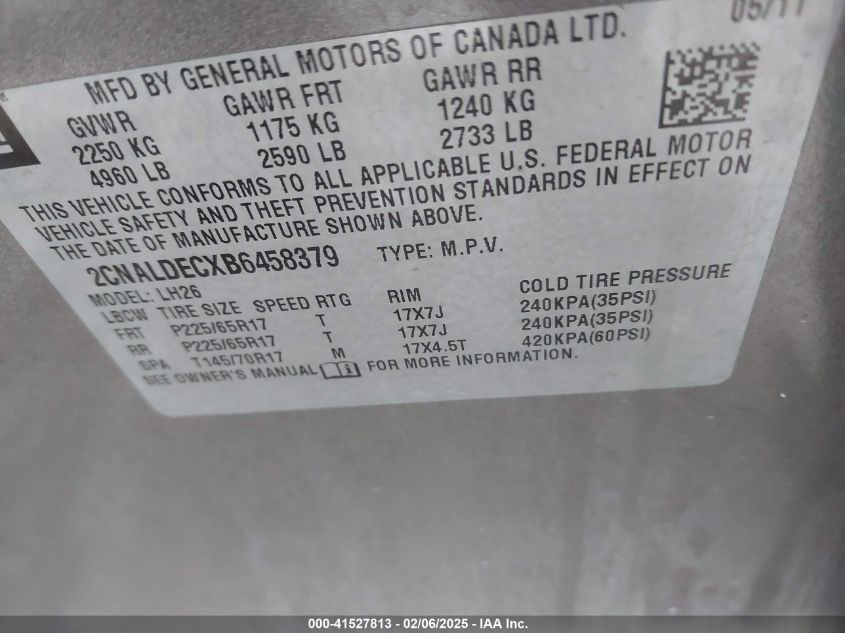 05/11
MFD BY GENERAL MOTORS OF CANADA LTD.
GVWR GAWR FRT GAWR RR
2250 KG 1175 KG 1240 KG
4960 LB 2590 LB 2733 LB
THIS VEHICLE CONFORMS TO ALL APPLICABLE U.S. FEDERAL MOTOR
VEHICLE SAFETY AND THEFT PREVENTION STANDARDS IN EFFECT ON
THE DATE OF MANUFACTURE SHOWN ABOVE.
2CNALDECXB6458379 TYPE: M.P.V.
MODEL: LH26
LBCW TIRE SIZE SPEED RTG RIM COLD TIRE PRESSURE
FRT P225/65R17 T 17X7J 240KPA(35PSI)
RR P225/65R17 T 17X7J 240KPA(35PSI)
SPA T145/70R17 M 17X4.5T 420KPA(60PSI)
SEE OWNER'S MANUAL FOR MORE INFORMATION.
000-41527813 - 02/06/2025 - IAA Inc.